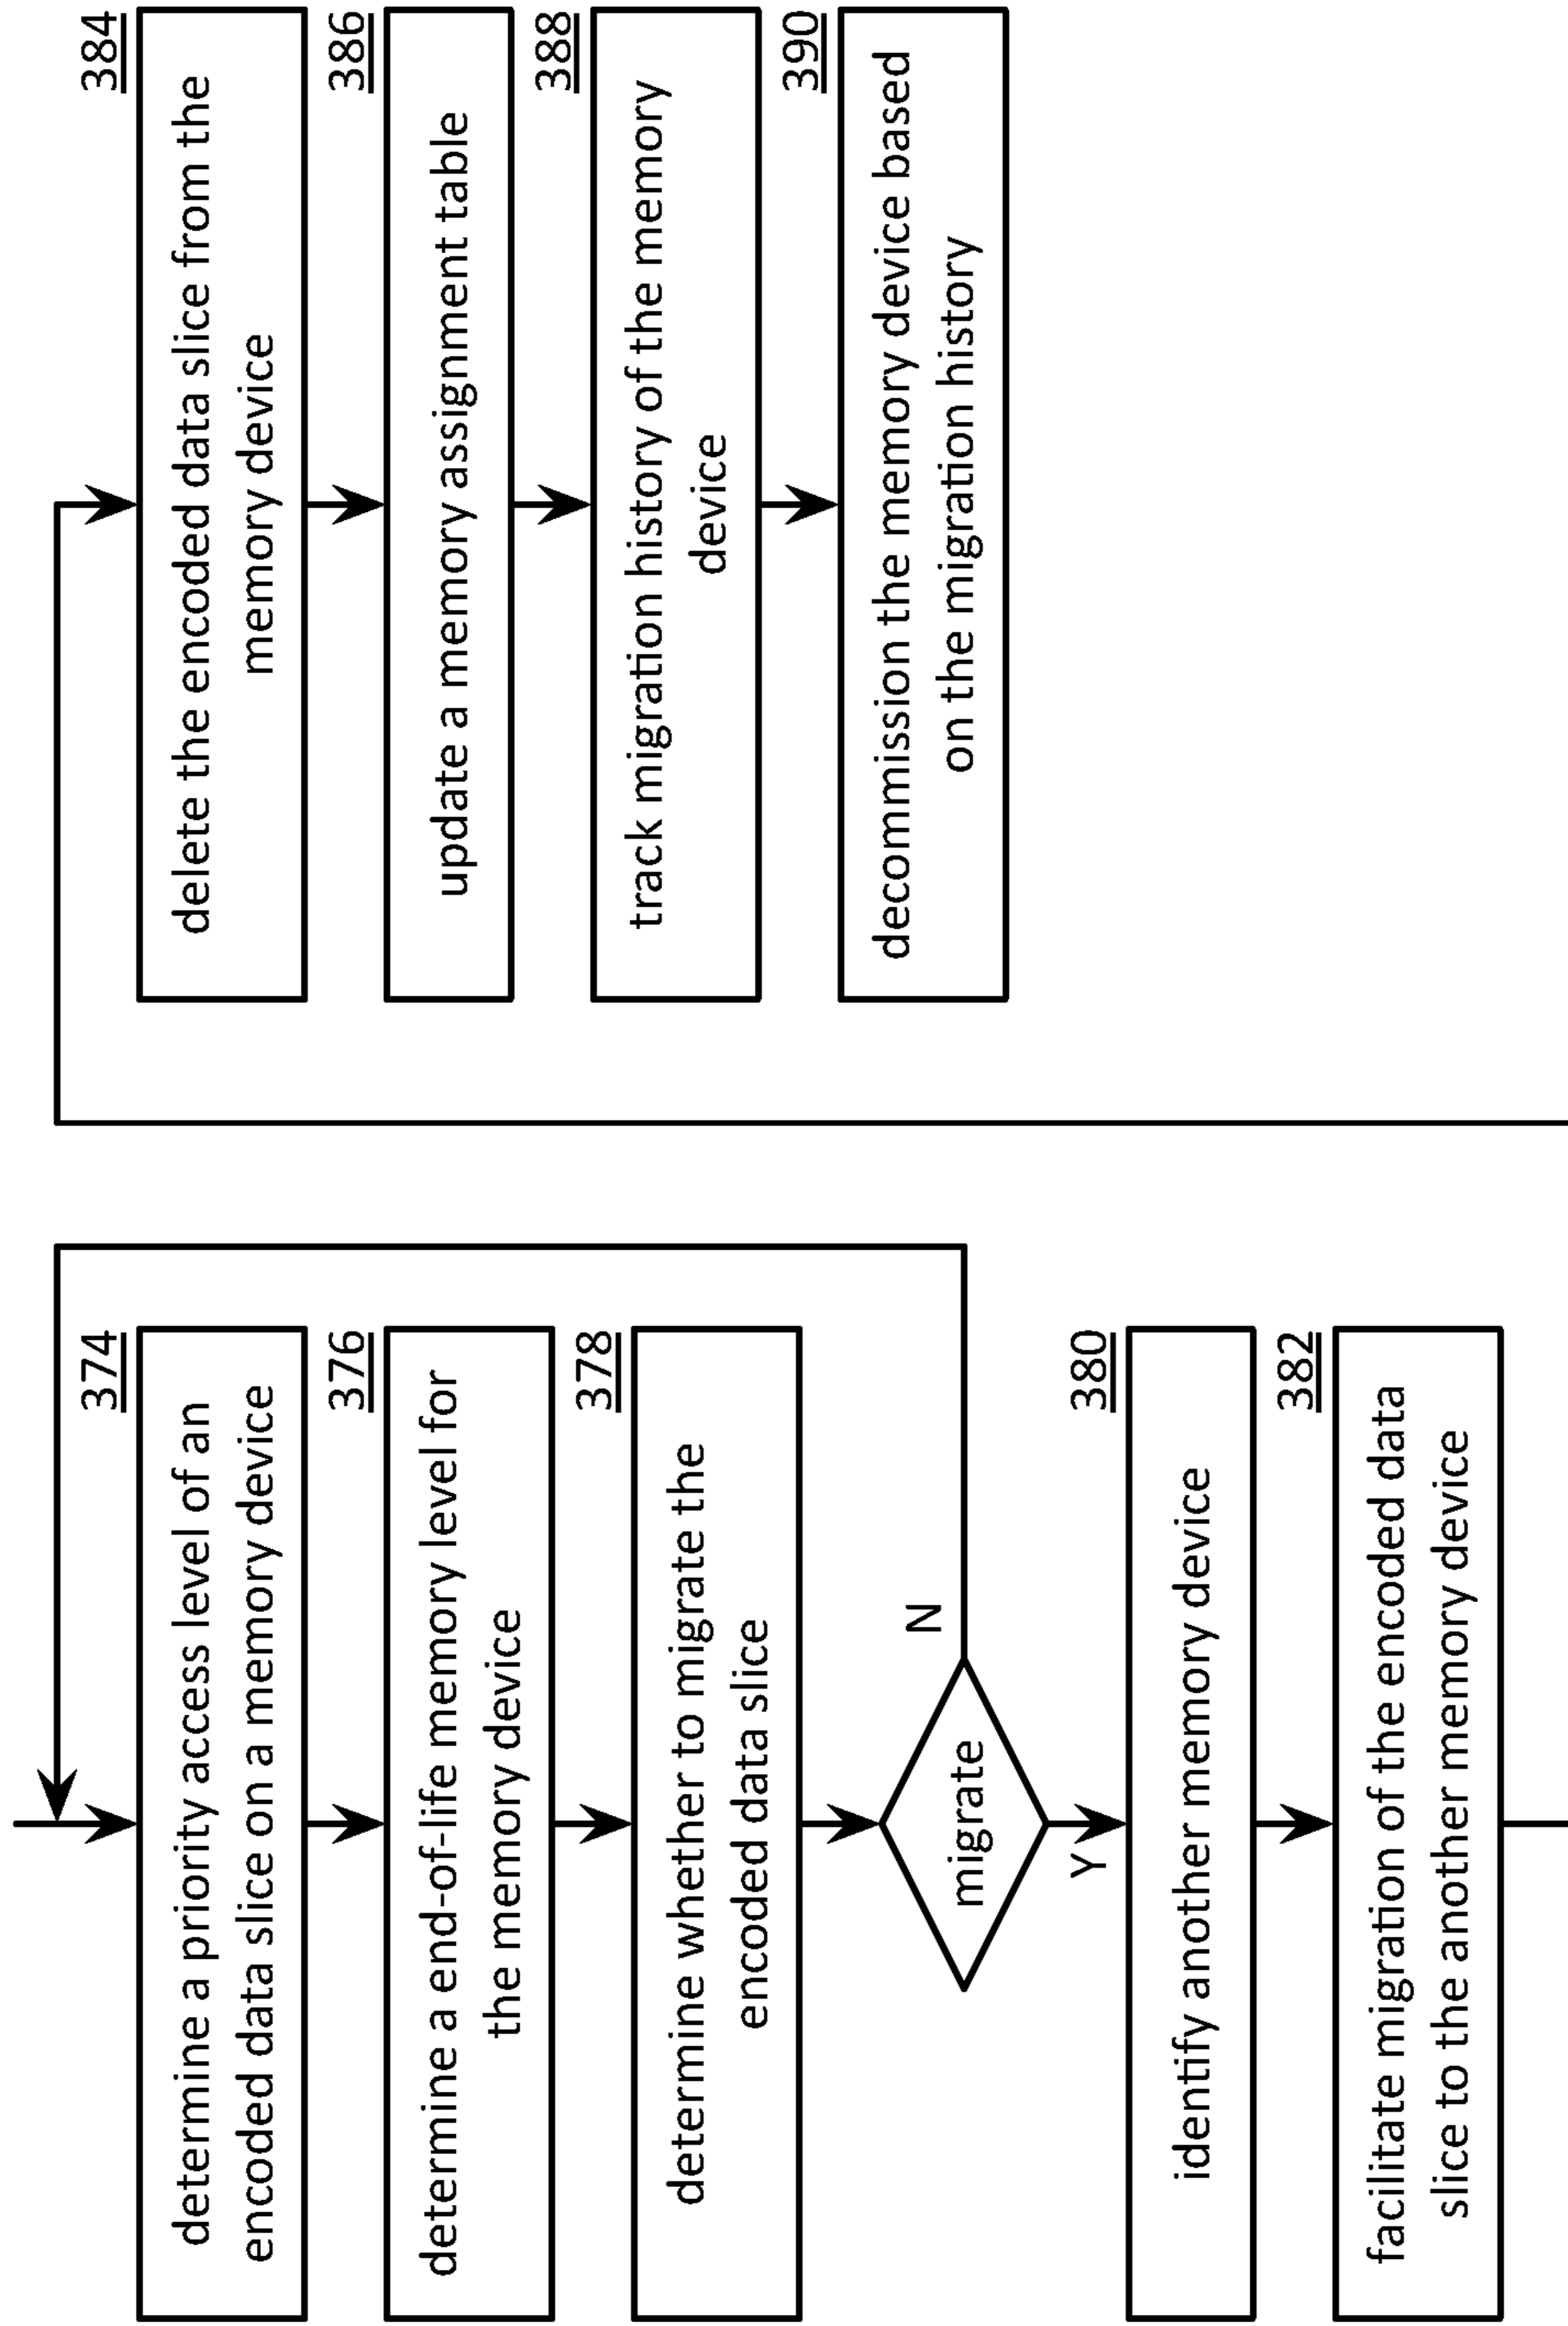 374
determine a priority access level of an
encoded data slice on a memory device
376
determine a end-of-life memory level for
the memory device
378
determine whether to migrate the
encoded data slice
migrate
N
Y
380
identify another memory device
382
facilitate migration of the encoded data
slice to the another memory device
384
delete the encoded data slice from the
memory device
386
update a memory assignment table
388
track migration history of the memory
device
390
decommission the memory device based
on the migration history